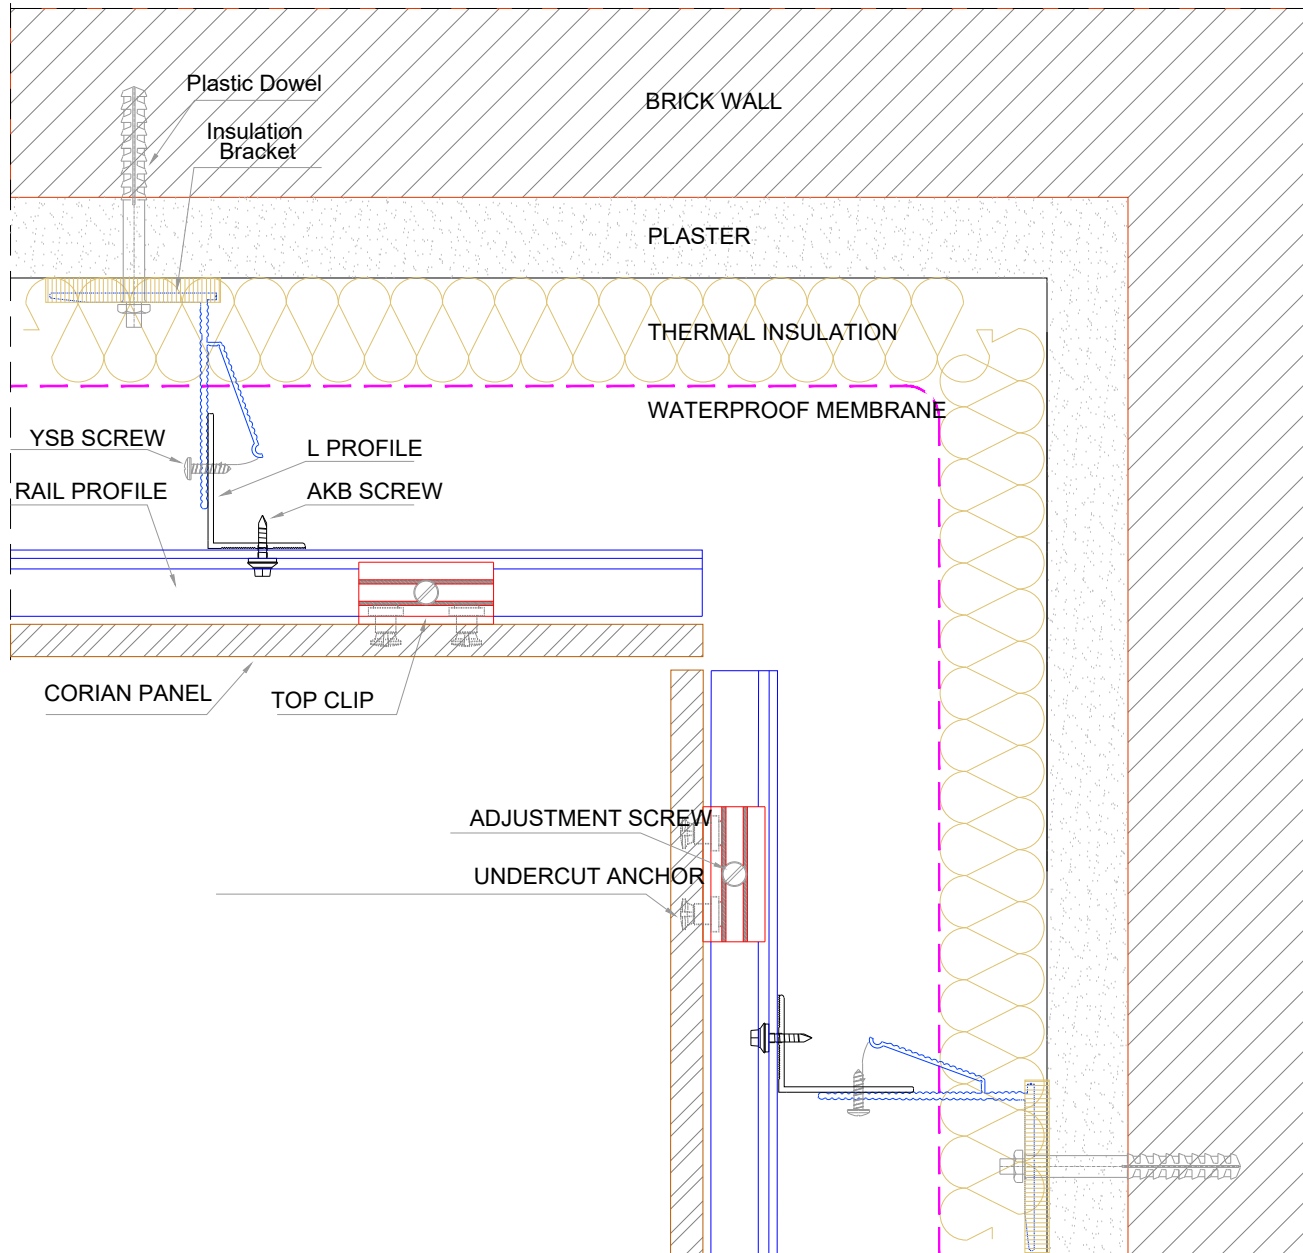 Plastic Dowel
BRICK WALL
Insulation
Bracket
PLASTER
THERMAL INSULATION
WATERPROOF MEMBRANE
YSB SCREW
L PROFILE
RAIL PROFILE
AKB SCREW
CORIAN PANEL
TOP CLIP
ADJUSTMENT SCREW
UNDERCUT ANCHOR